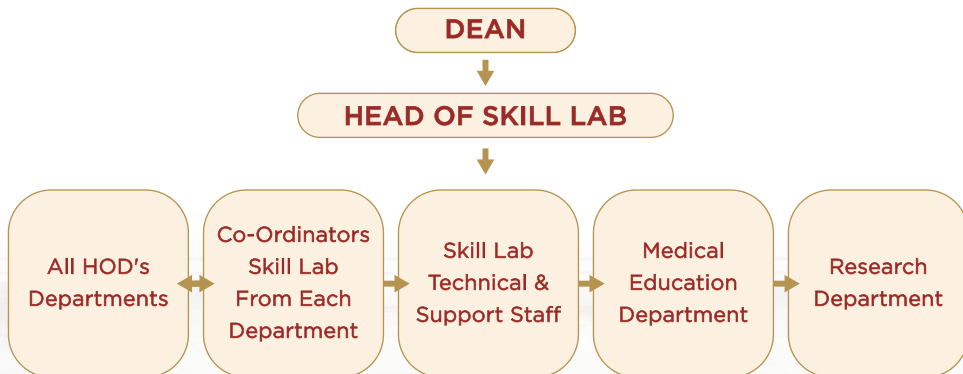 DEAN
HEAD OF SKILL LAB
All HOD's
Departments
Co-Ordinators
Skill Lab
From Each
Department
Skill Lab
Technical &
Support Staff
Medical
Education
Department
Research
Department